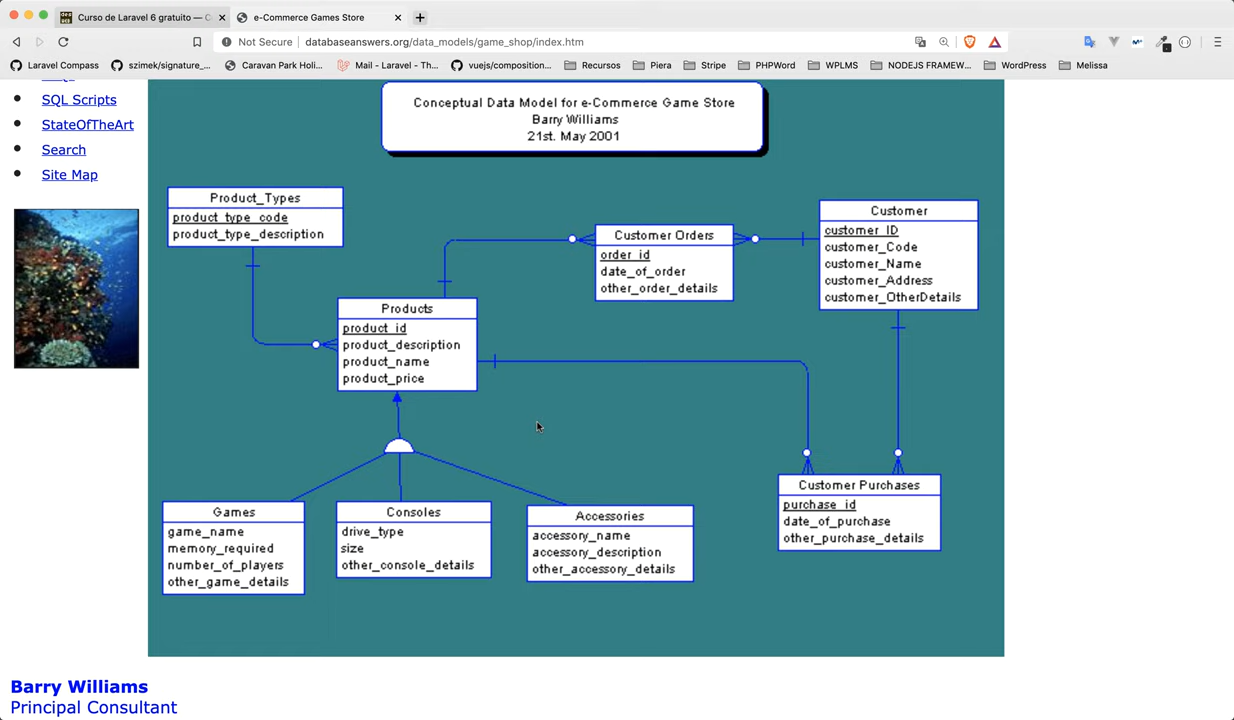 Curso de Laravel 6 gratuito — C
e-Commerce Games Store
Not Secure
databaseanswers.org/data_models/game_shop/index.htm
Laravel Compass
szimek/signature_...
Caravan Park Holi...
Mail - Laravel - Th...
vuejs/composition...
Recursos
Piera
Stripe
PHPWord
WPLMS
NODEJS FRAMEW...
WordPress
Melissa
SQL Scripts
StateOfTheArt
Search
Site Map
Conceptual Data Model for e-Commerce Game Store
Barry Williams
21st. May 2001
Product_Types
product_type_code
product_type_description
Customer Orders
order_id
date_of_order
other_order_details
Customer
customer_ID
customer_Code
customer_Name
customer_Address
customer_OtherDetails
Products
product_id
product_description
product_name
product_price
Games
game_name
memory_required
number_of_players
other_game_details
Consoles
drive_type
size
other_console_details
Accessories
accessory_name
accessory_description
other_accessory_details
Customer Purchases
purchase_id
date_of_purchase
other_purchase_details
Barry Williams
Principal Consultant